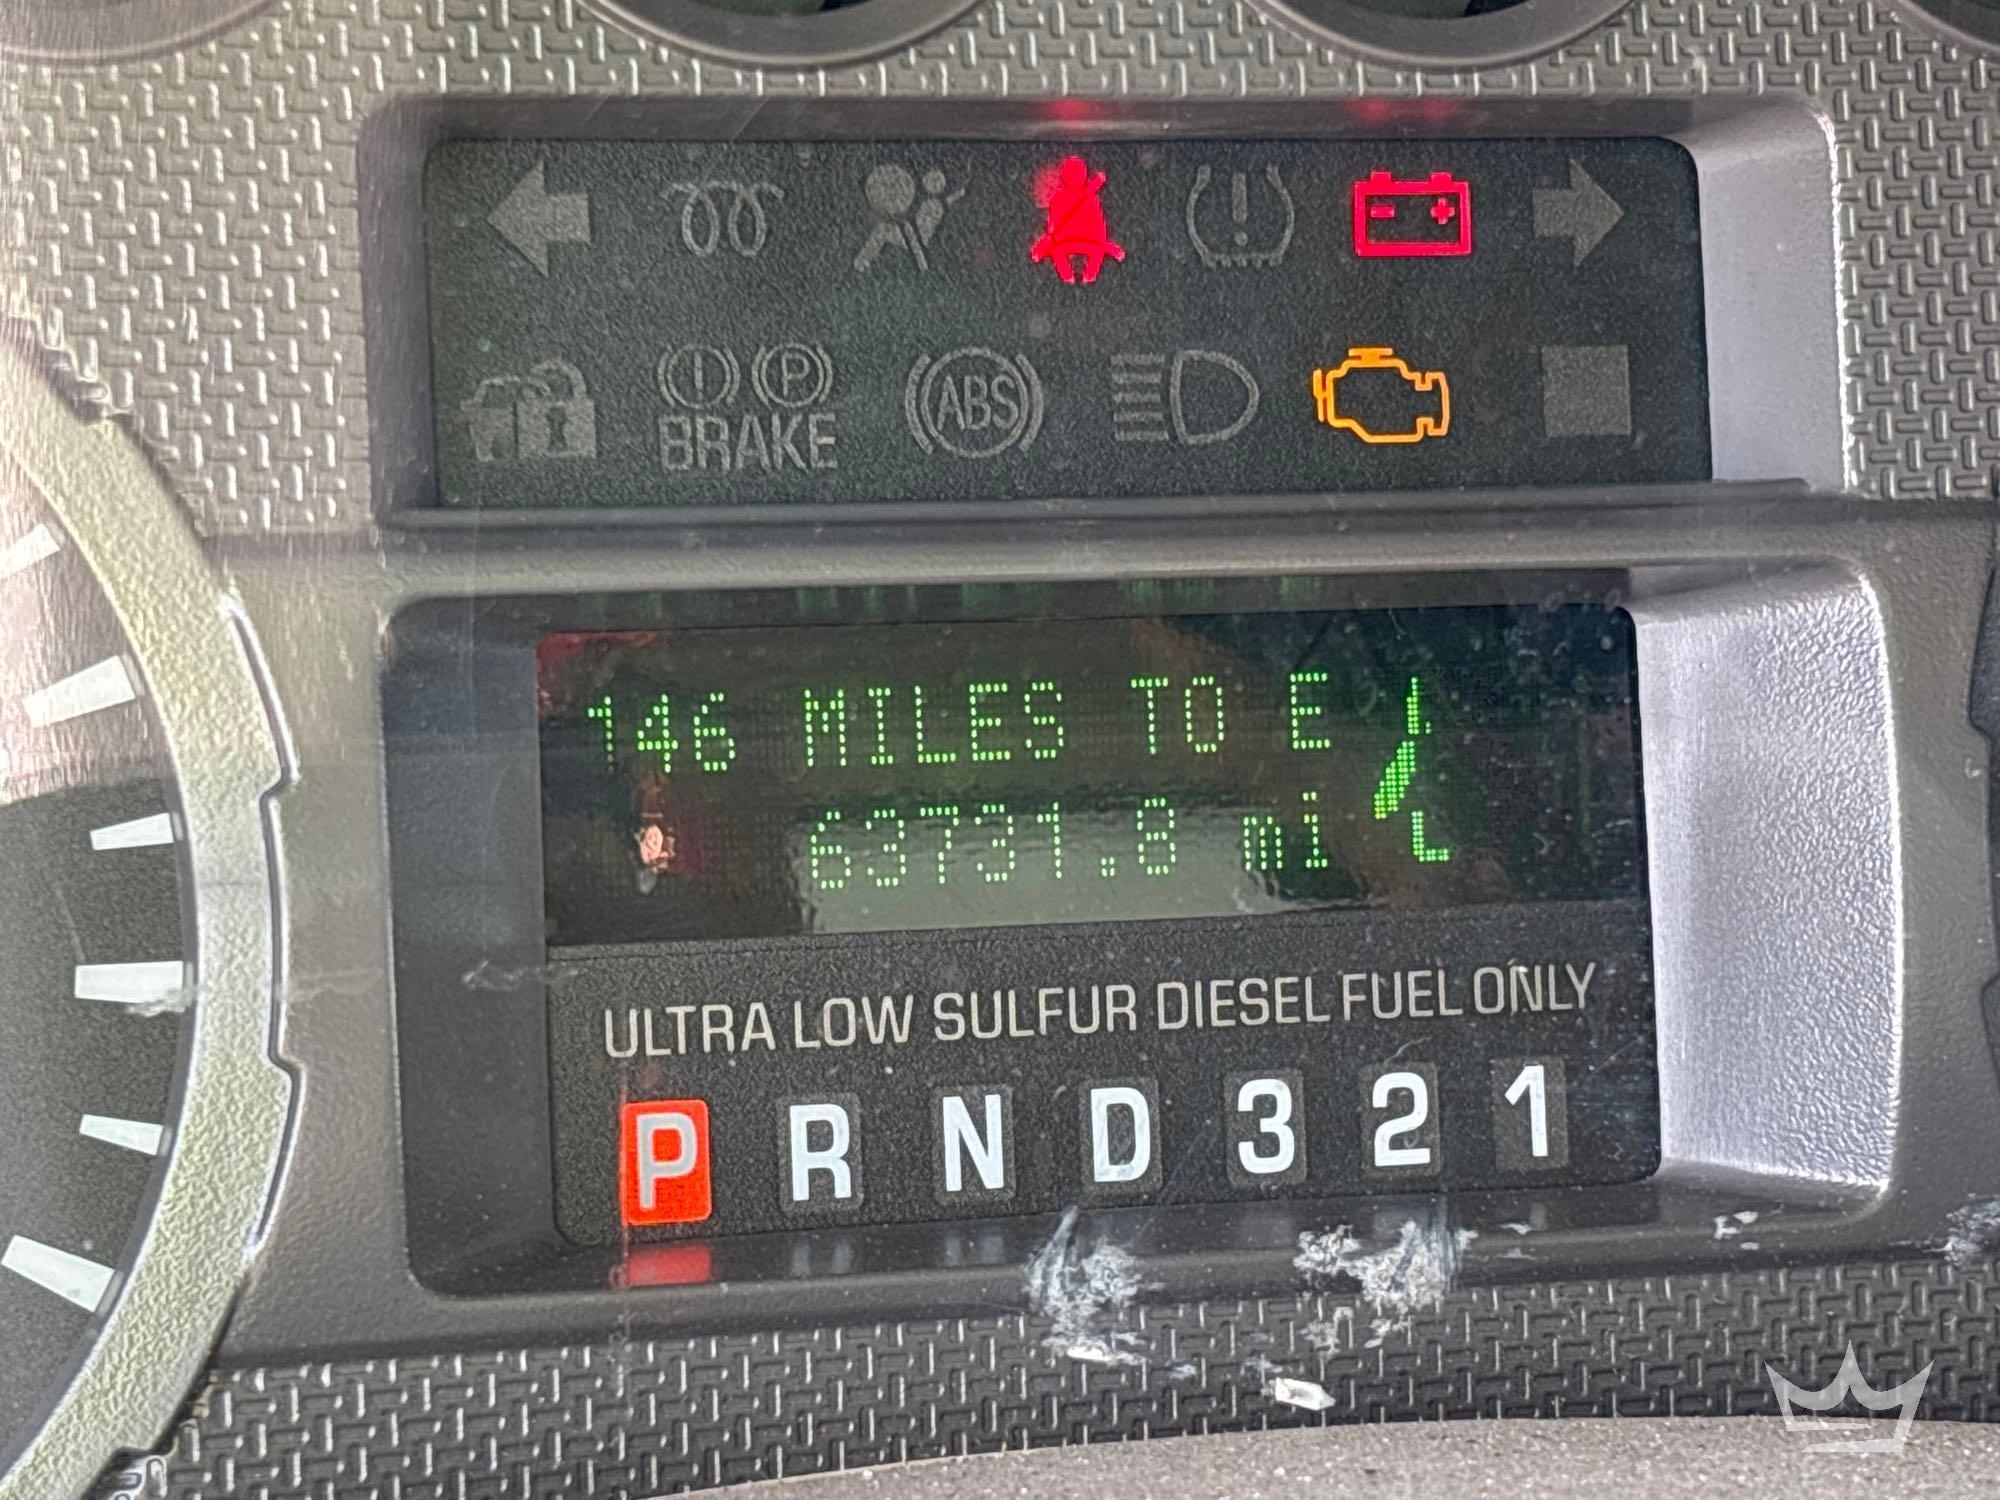 BRAKE
ABS
146 MILES TO E
63731.8 mi
L
ULTRA LOW SULFUR DIESEL FUEL ONLY
P R N D 3 2 1